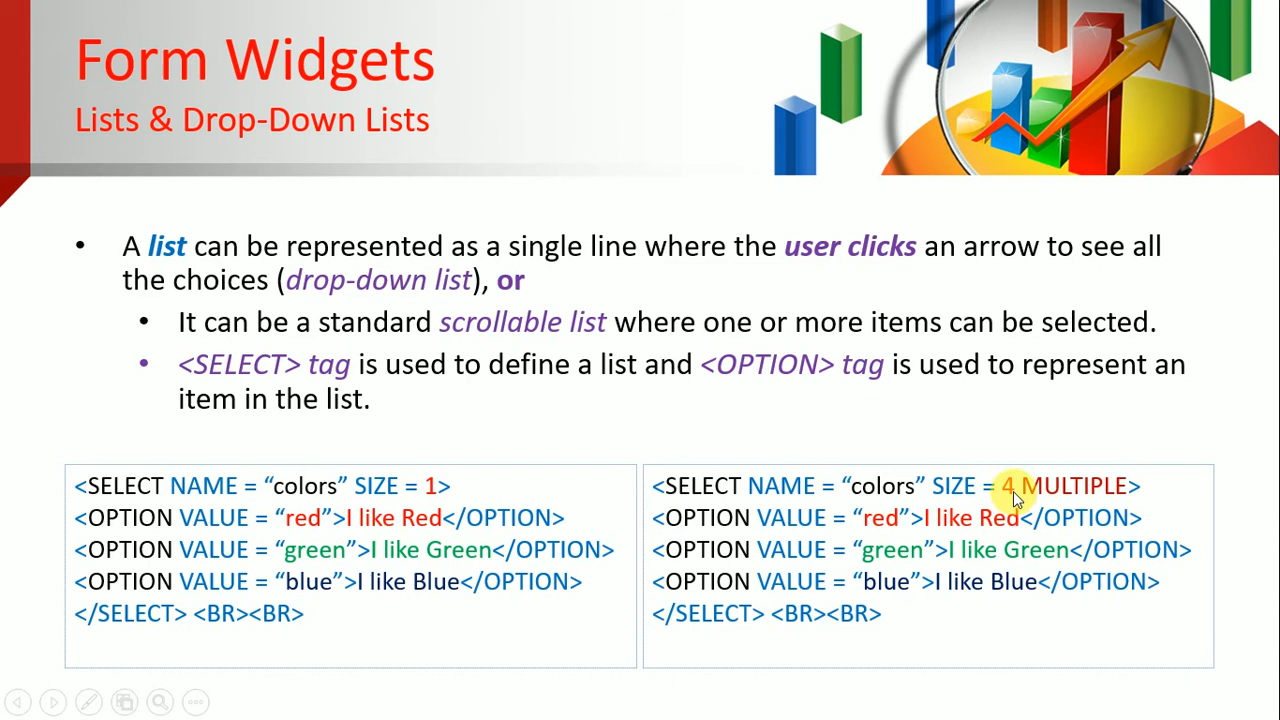 Form Widgets
Lists & Drop-Down Lists
• A list can be represented as a single line where the user clicks an arrow to see all
the choices (drop-down list), or
• It can be a standard scrollable list where one or more items can be selected.
• <SELECT> tag is used to define a list and <OPTION> tag is used to represent an
item in the list.
<SELECT NAME = “colors” SIZE = 1>
<OPTION VALUE = “red”>I like Red</OPTION>
<OPTION VALUE = “green”>I like Green</OPTION>
<OPTION VALUE = “blue”>I like Blue</OPTION>
</SELECT> <BR><BR>
<SELECT NAME = “colors” SIZE = 4 MULTIPLE>
<OPTION VALUE = “red”>I like Red</OPTION>
<OPTION VALUE = “green”>I like Green</OPTION>
<OPTION VALUE = “blue”>I like Blue</OPTION>
</SELECT> <BR><BR>